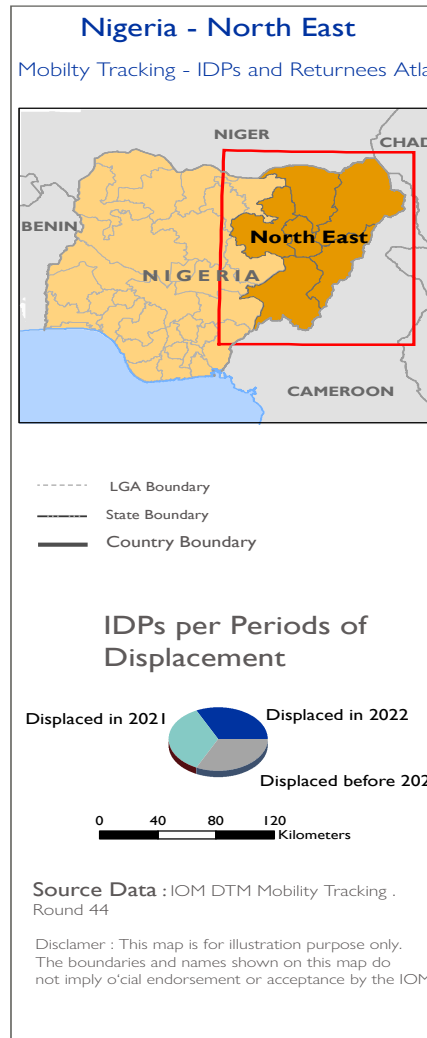 Nigeria - North East
Mobilty Tracking - IDPs and Returnees Atla
NIGER
CHAD
BENIN
North East
NIGERIA
CAMEROON
LGA Boundary
State Boundary
Country Boundary
IDPs per Periods of
Displacement
Displaced in 2021
Displaced in 2022
Displaced before 202
0 40 80 120
Kilometers
Source Data : IOM DTM Mobility Tracking .
Round 44
Disclamer : This map is for illustration purpose only.
The boundaries and names shown on this map do
not imply o‘cial endorsement or acceptance by the IOM